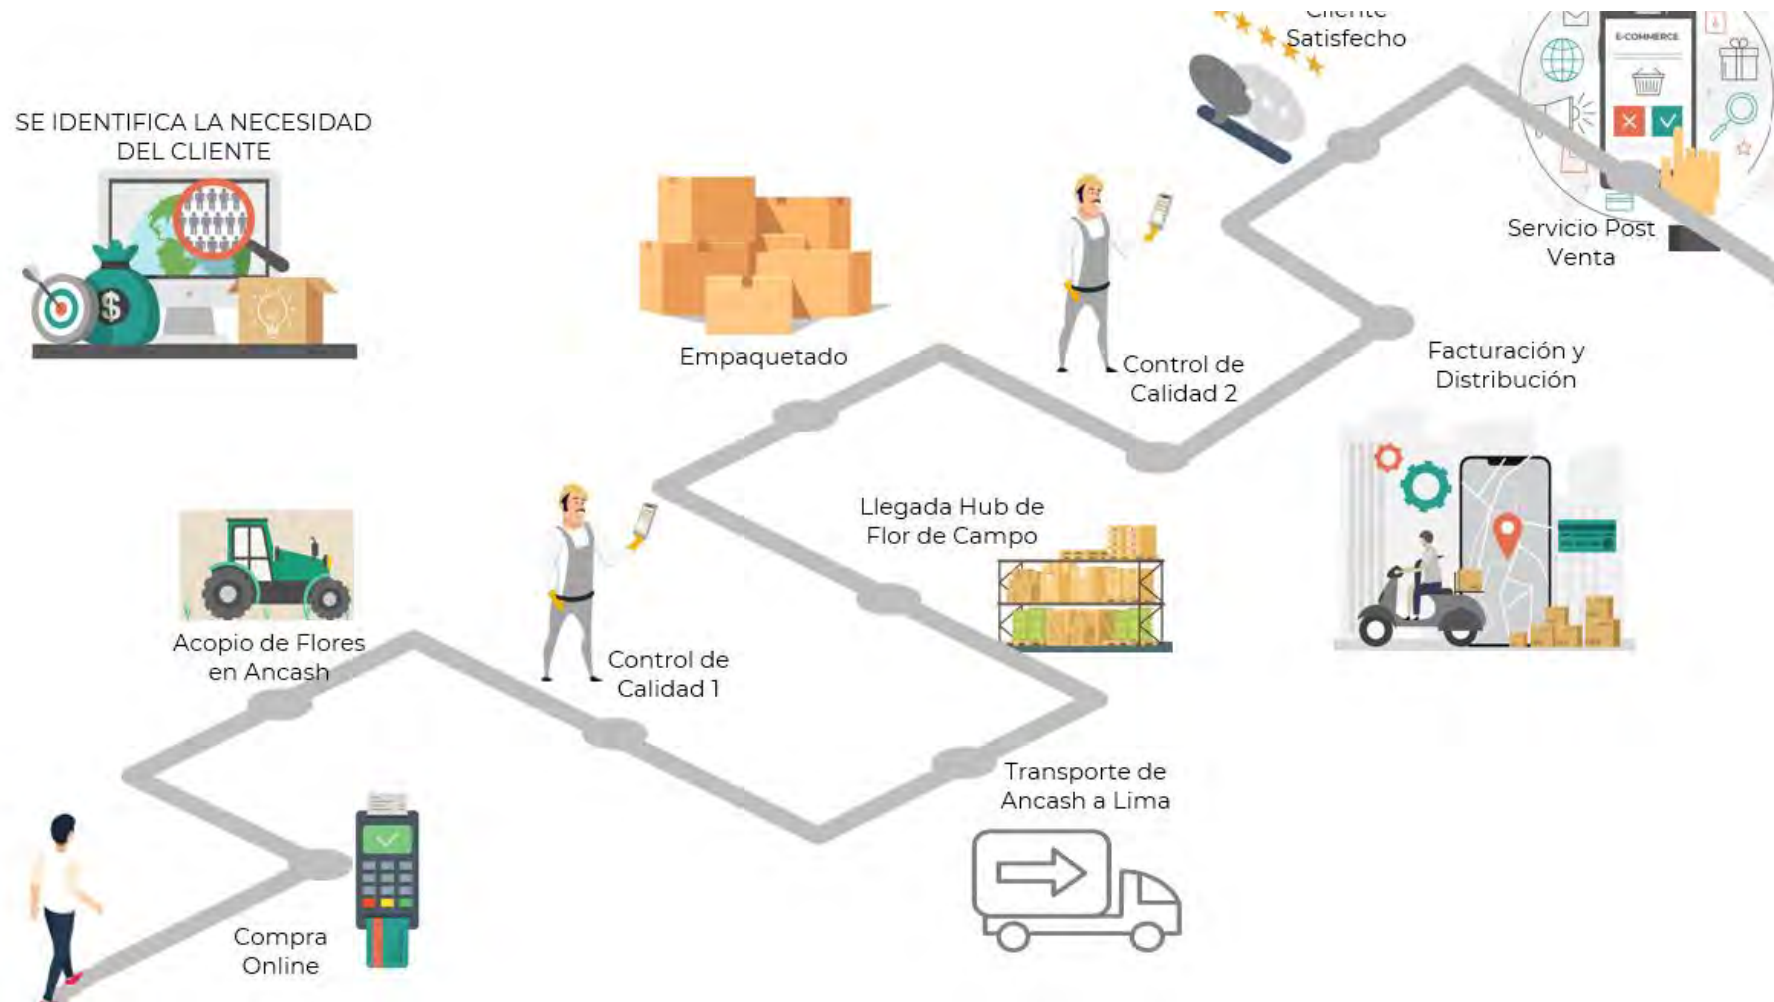 Cliente
Satisfecho
E-COMMERCE
SE IDENTIFICA LA NECESIDAD
DEL CLIENTE
$
Servicio Post
Venta
Empaquetado
Control de
Calidad 2
Facturación y
Distribución
Llegada Hub de
Flor de Campo
Acopio de Flores
en Ancash
Control de
Calidad 1
Transporte de
Ancash a Lima
Compra
Online